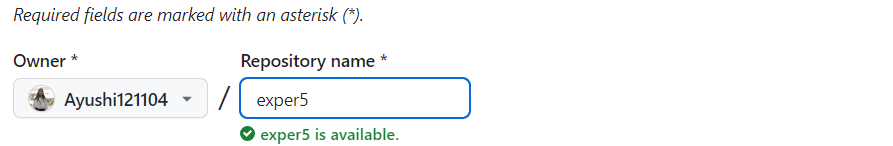 Required fields are marked with an asterisk (*).
Owner * Repository name *
Ayushi121104 / exper5
exper5 is available.